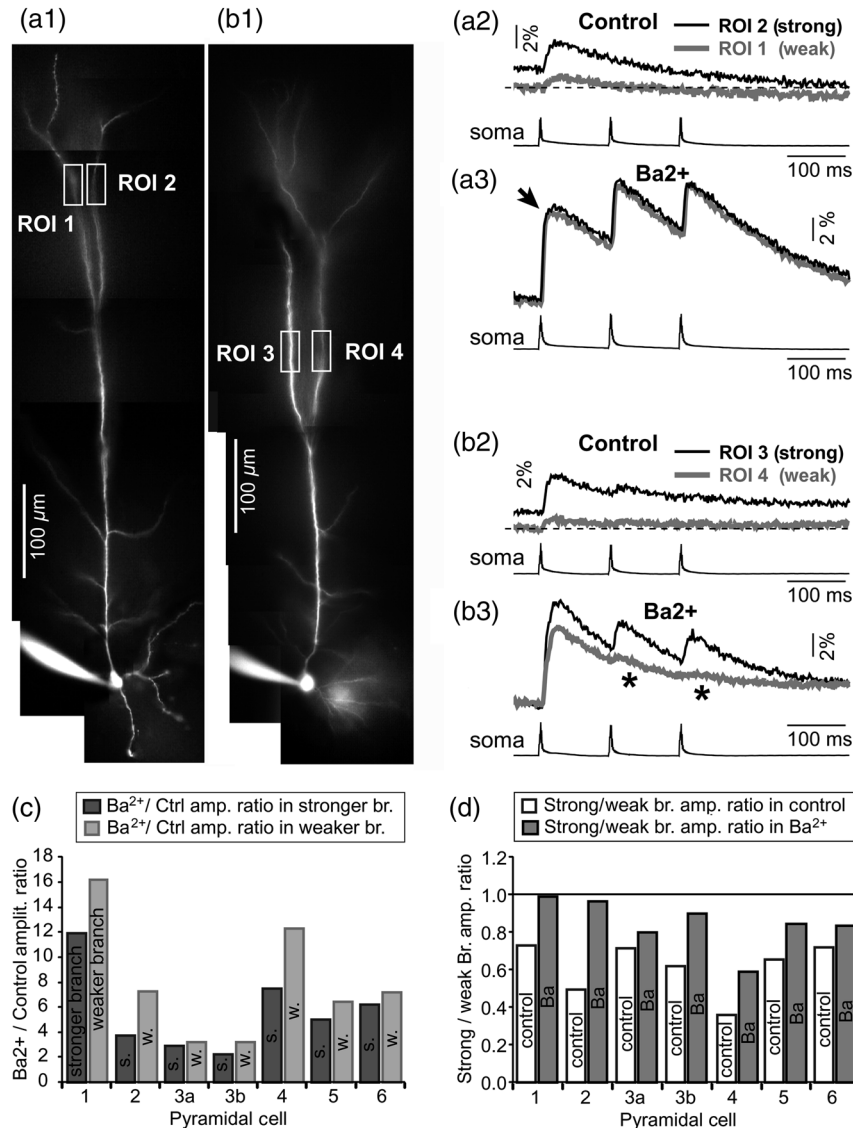 (a1)
ROI 2
ROI 1
100 µm
(b1)
ROI 3
ROI 4
100 µm
(a2)
Control
ROI 2 (strong)
ROI 1 (weak)
2%
soma
100 ms
(a3)
Ba2+
2 %
soma
100 ms
(b2)
Control
ROI 3 (strong)
ROI 4 (weak)
2%
soma
100 ms
(b3)
Ba2+
2%
*
*
soma
100 ms
(c)
Ba²⁺/ Ctrl amp. ratio in stronger br.
Ba²⁺/ Ctrl amp. ratio in weaker br.
Ba2+ / Control amplit. ratio
18
16
14
12
10
8
6
4
2
0
stronger branch
weaker branch
s.
w.
s.
w.
s.
w.
s.
w.
s.
w.
s.
w.
1
2
3a
3b
4
5
6
Pyramidal cell
(d)
Strong/weak br. amp. ratio in control
Strong/weak br. amp. ratio in Ba²⁺
Strong / weak Br. amp. ratio
1.2
1.0
0.8
0.6
0.4
0.2
0.0
control
Ba
control
Ba
control
Ba
control
Ba
control
Ba
control
Ba
control
Ba
1
2
3a
3b
4
5
6
Pyramidal cell